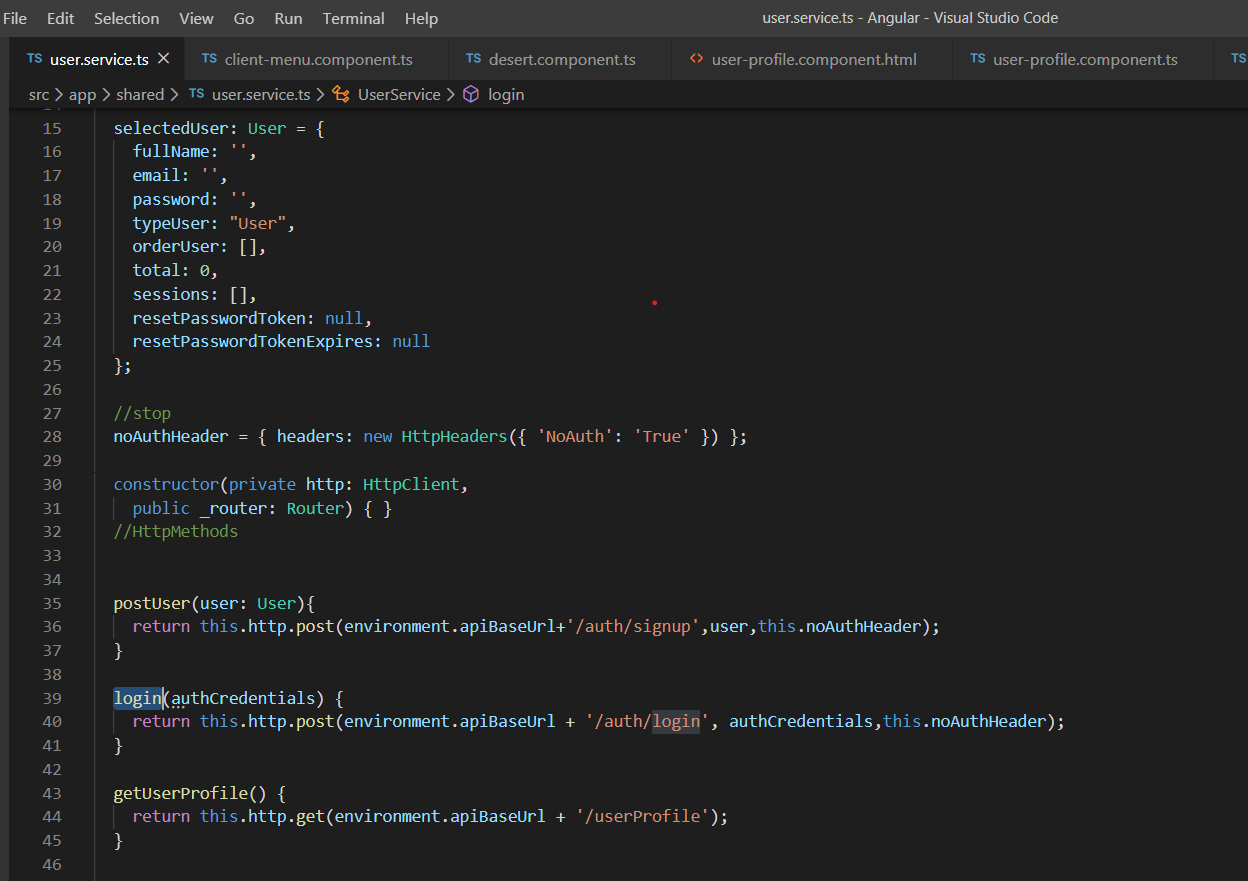 File Edit Selection View Go Run Terminal Help user.service.ts - Angular - Visual Studio Code
TS user.service.ts × TS client-menu.component.ts TS desert.component.ts <> user-profile.component.html TS user-profile.component.ts TS
src > app > shared > TS user.service.ts > UserService > login
15 selectedUser: User = {
16 fullName: '',
17 email: '',
18 password: '',
19 typeUser: "User",
20 orderUser: [],
21 total: 0,
22 sessions: [],
23 resetPasswordToken: null,
24 resetPasswordTokenExpires: null
25 };
26
27 //stop
28 noAuthHeader = { headers: new HttpHeaders({ 'NoAuth': 'True' }) };
29
30 constructor(private http: HttpClient,
31 public _router: Router) { }
32 //HttpMethods
33
34
35 postUser(user: User){
36 return this.http.post(environment.apiBaseUrl+'/auth/signup',user,this.noAuthHeader);
37 }
38
39 login(authCredentials) {
40 return this.http.post(environment.apiBaseUrl + '/auth/login', authCredentials,this.noAuthHeader);
41 }
42
43 getUserProfile() {
44 return this.http.get(environment.apiBaseUrl + '/userProfile');
45 }
46